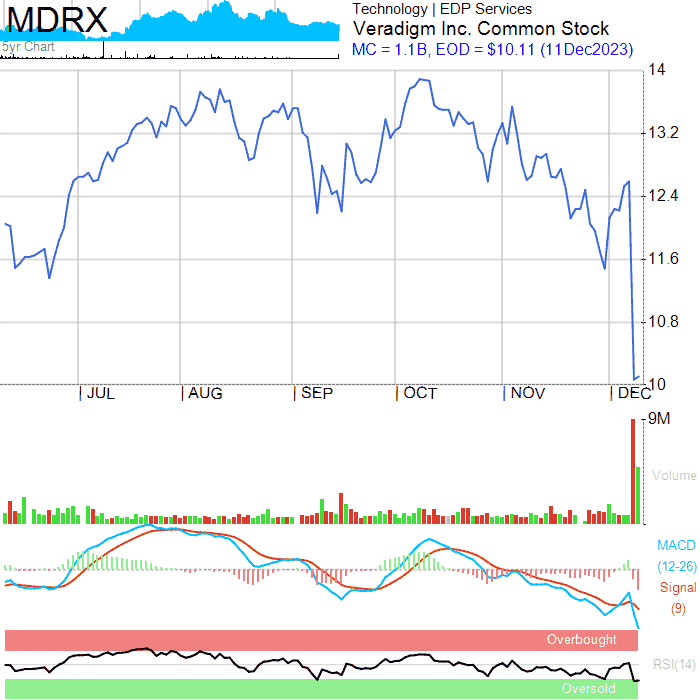 MDRX
5yr Chart
Technology | EDP Services
Veradigm Inc. Common Stock
MC = 1.1B, EOD = $10.11 (11Dec2023)
14
13.2
12.4
11.6
10.8
10
JUL AUG SEP OCT NOV DEC
9M
Volume
MACD
(12-26)
Signal
(9)
Overbought
RSI(14)
Oversold